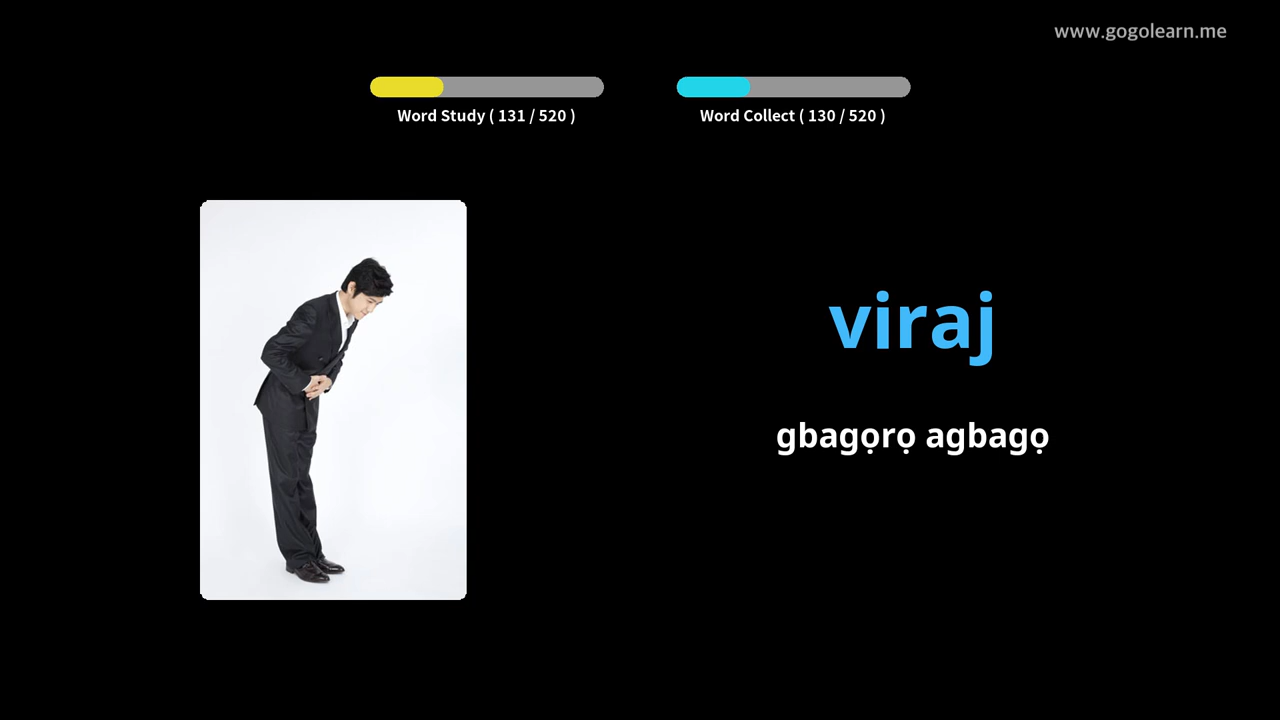 www.gogolearn.me
Word Study ( 131 / 520 )
Word Collect ( 130 / 520 )
viraj
gbagọrọ agbagọ